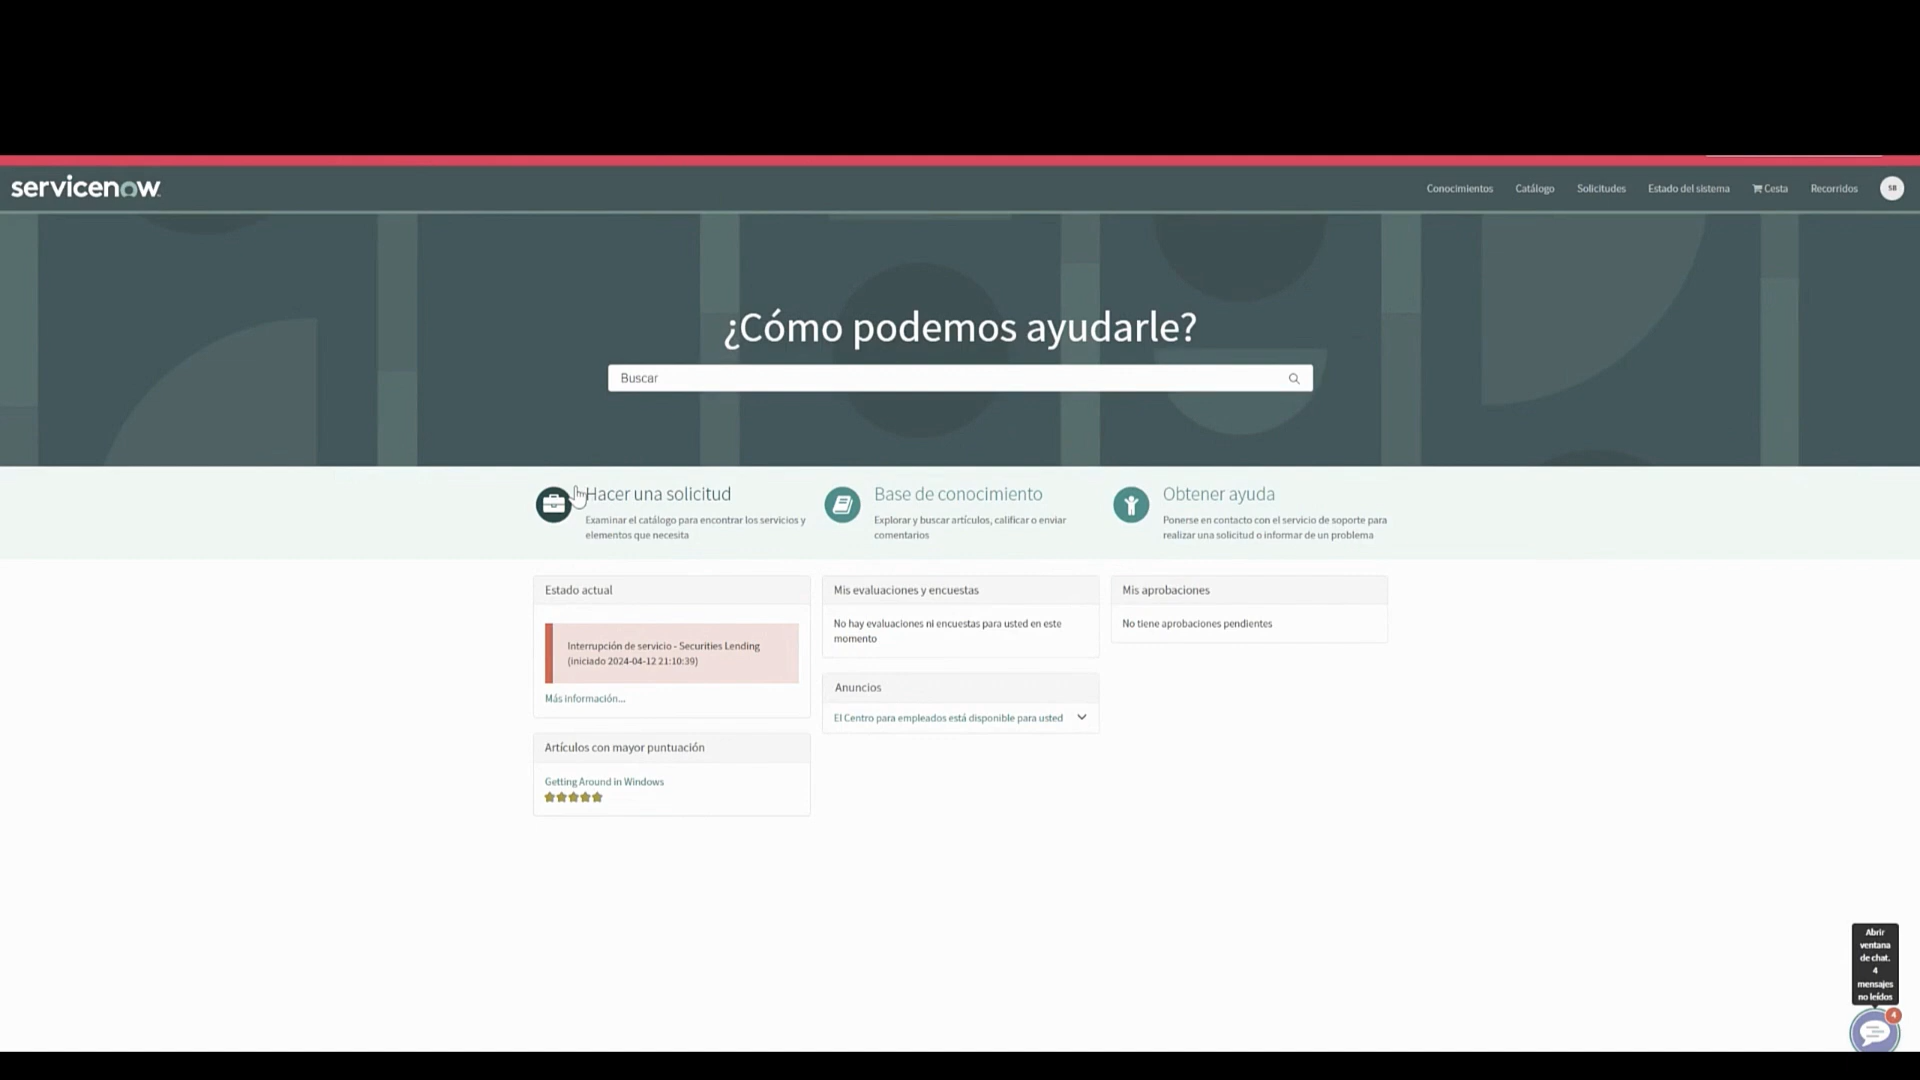 servicenow
Conocimientos
Catálogo
Solicitudes
Estado del sistema
Cesta
Recorridos
SB
¿Cómo podemos ayudarle?
Buscar
Hacer una solicitud
Examinar el catálogo para encontrar los servicios y
elementos que necesita
Base de conocimiento
Explorar y buscar artículos, calificar o enviar
comentarios
Obtener ayuda
Ponerse en contacto con el servicio de soporte para
realizar una solicitud o informar de un problema
Estado actual
Interrupción de servicio - Securities Lending
(iniciado 2024-04-12 21:10:39)
Más información...
Artículos con mayor puntuación
Getting Around in Windows
Mis evaluaciones y encuestas
No hay evaluaciones ni encuestas para usted en este
momento
Anuncios
El Centro para empleados está disponible para usted
Mis aprobaciones
No tiene aprobaciones pendientes
Abrir
ventana
de chat.
4
mensajes
no leídos
4